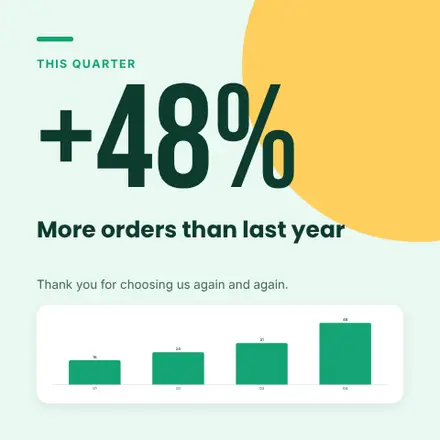 THIS QUARTER
+48%
More orders than last year
Thank you for choosing us again and again.
48